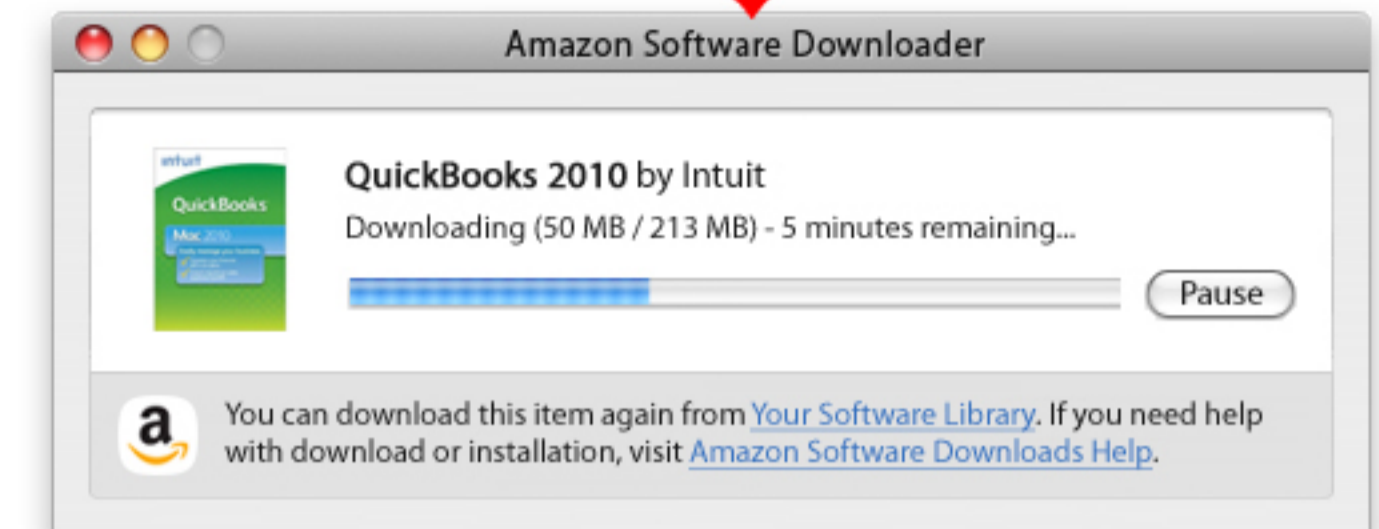 Amazon Software Downloader
intuit
QuickBooks
Mac 2010
QuickBooks 2010 by Intuit
Downloading (50 MB / 213 MB) - 5 minutes remaining...
Pause
a
You can download this item again from Your Software Library. If you need help
with download or installation, visit Amazon Software Downloads Help.